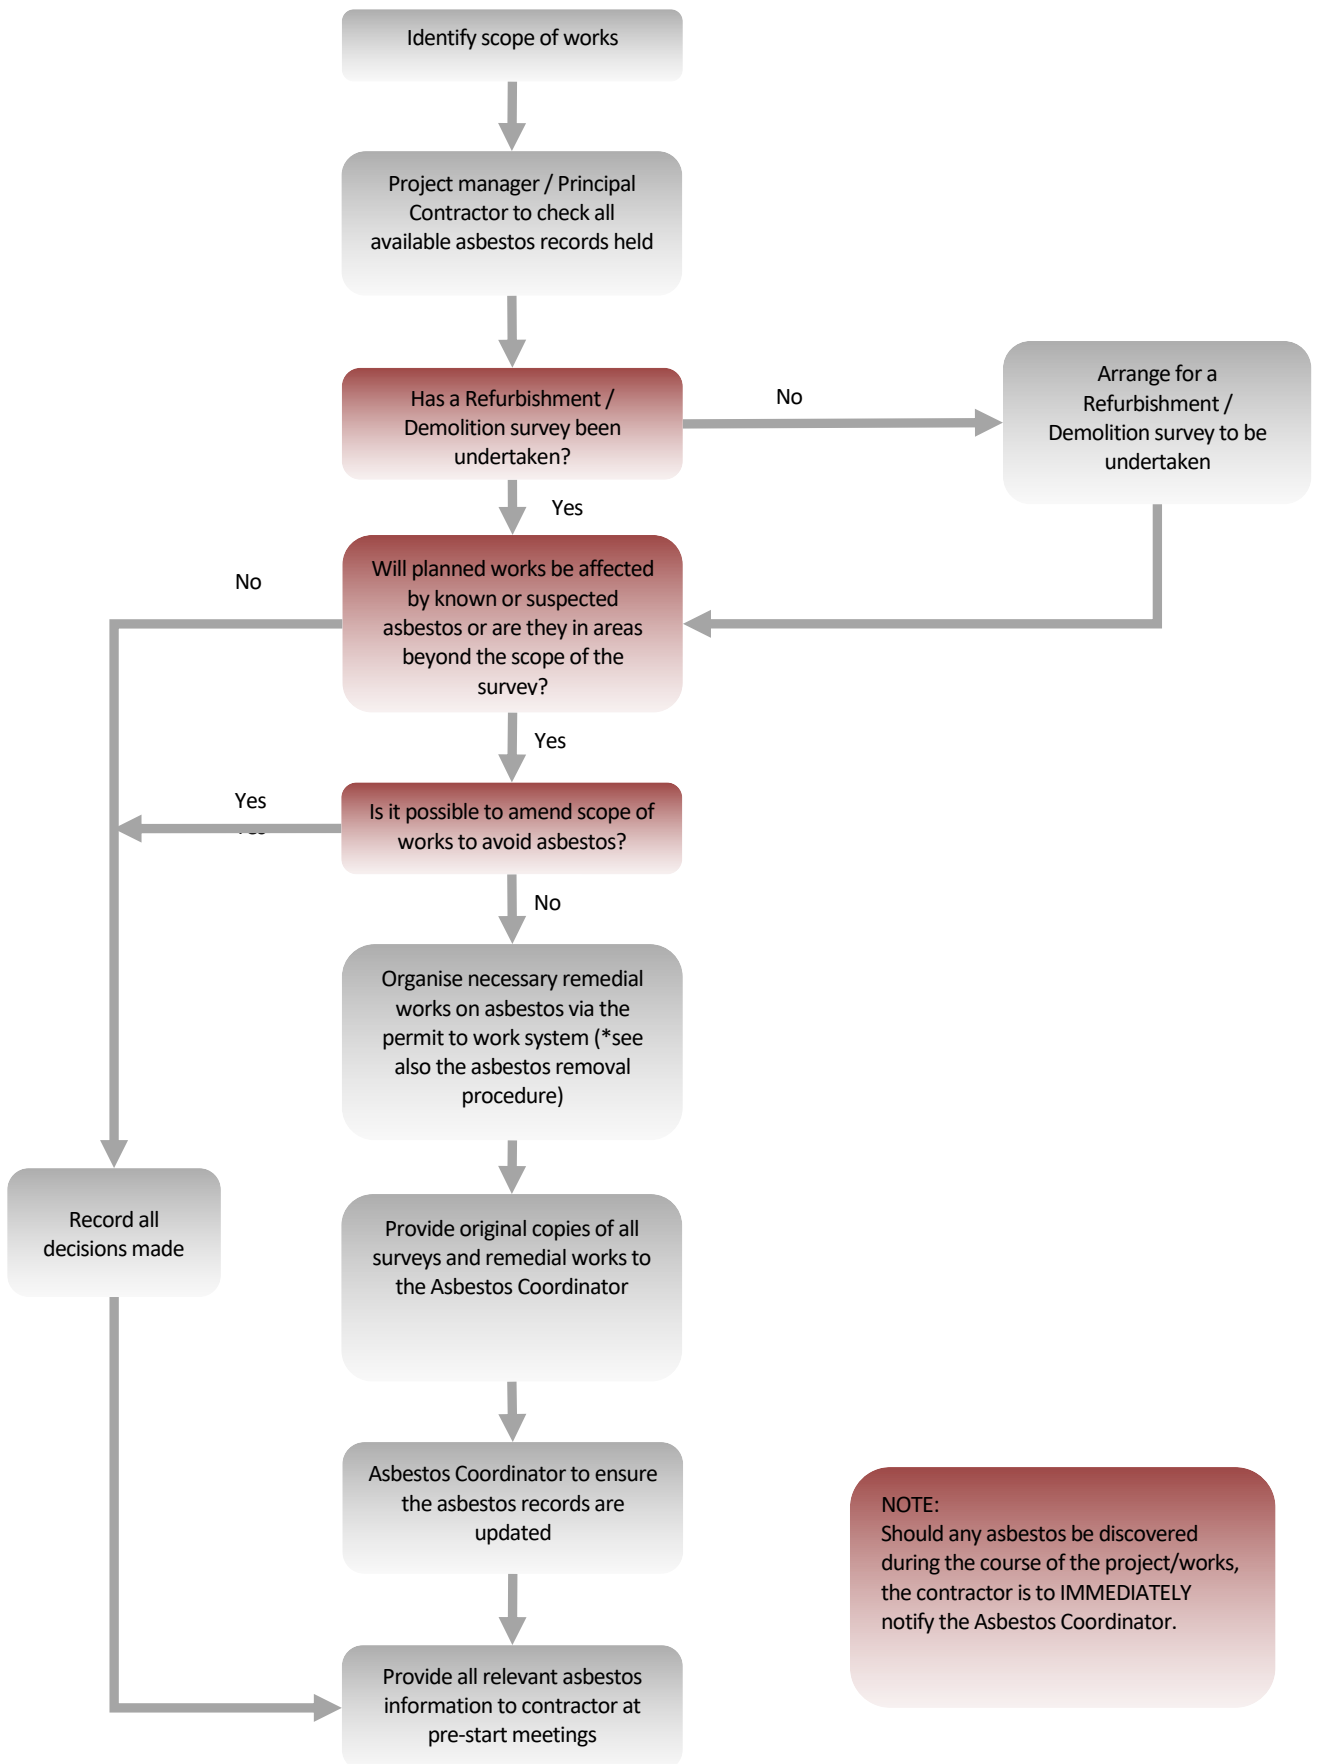 Identify scope of works
Project manager / Principal
Contractor to check all
available asbestos records held
Has a Refurbishment /
Demolition survey been
undertaken?
No
Arrange for a
Refurbishment /
Demolition survey to be
undertaken
Yes
Will planned works be affected
by known or suspected
asbestos or are they in areas
beyond the scope of the
survey?
No
Yes
Is it possible to amend scope of
works to avoid asbestos?
Yes
Yes
No
Organise necessary remedial
works on asbestos via the
permit to work system (*see
also the asbestos removal
procedure)
Record all
decisions made
Provide original copies of all
surveys and remedial works to
the Asbestos Coordinator
Asbestos Coordinator to ensure
the asbestos records are
updated
NOTE:
Should any asbestos be discovered
during the course of the project/works,
the contractor is to IMMEDIATELY
notify the Asbestos Coordinator.
Provide all relevant asbestos
information to contractor at
pre-start meetings